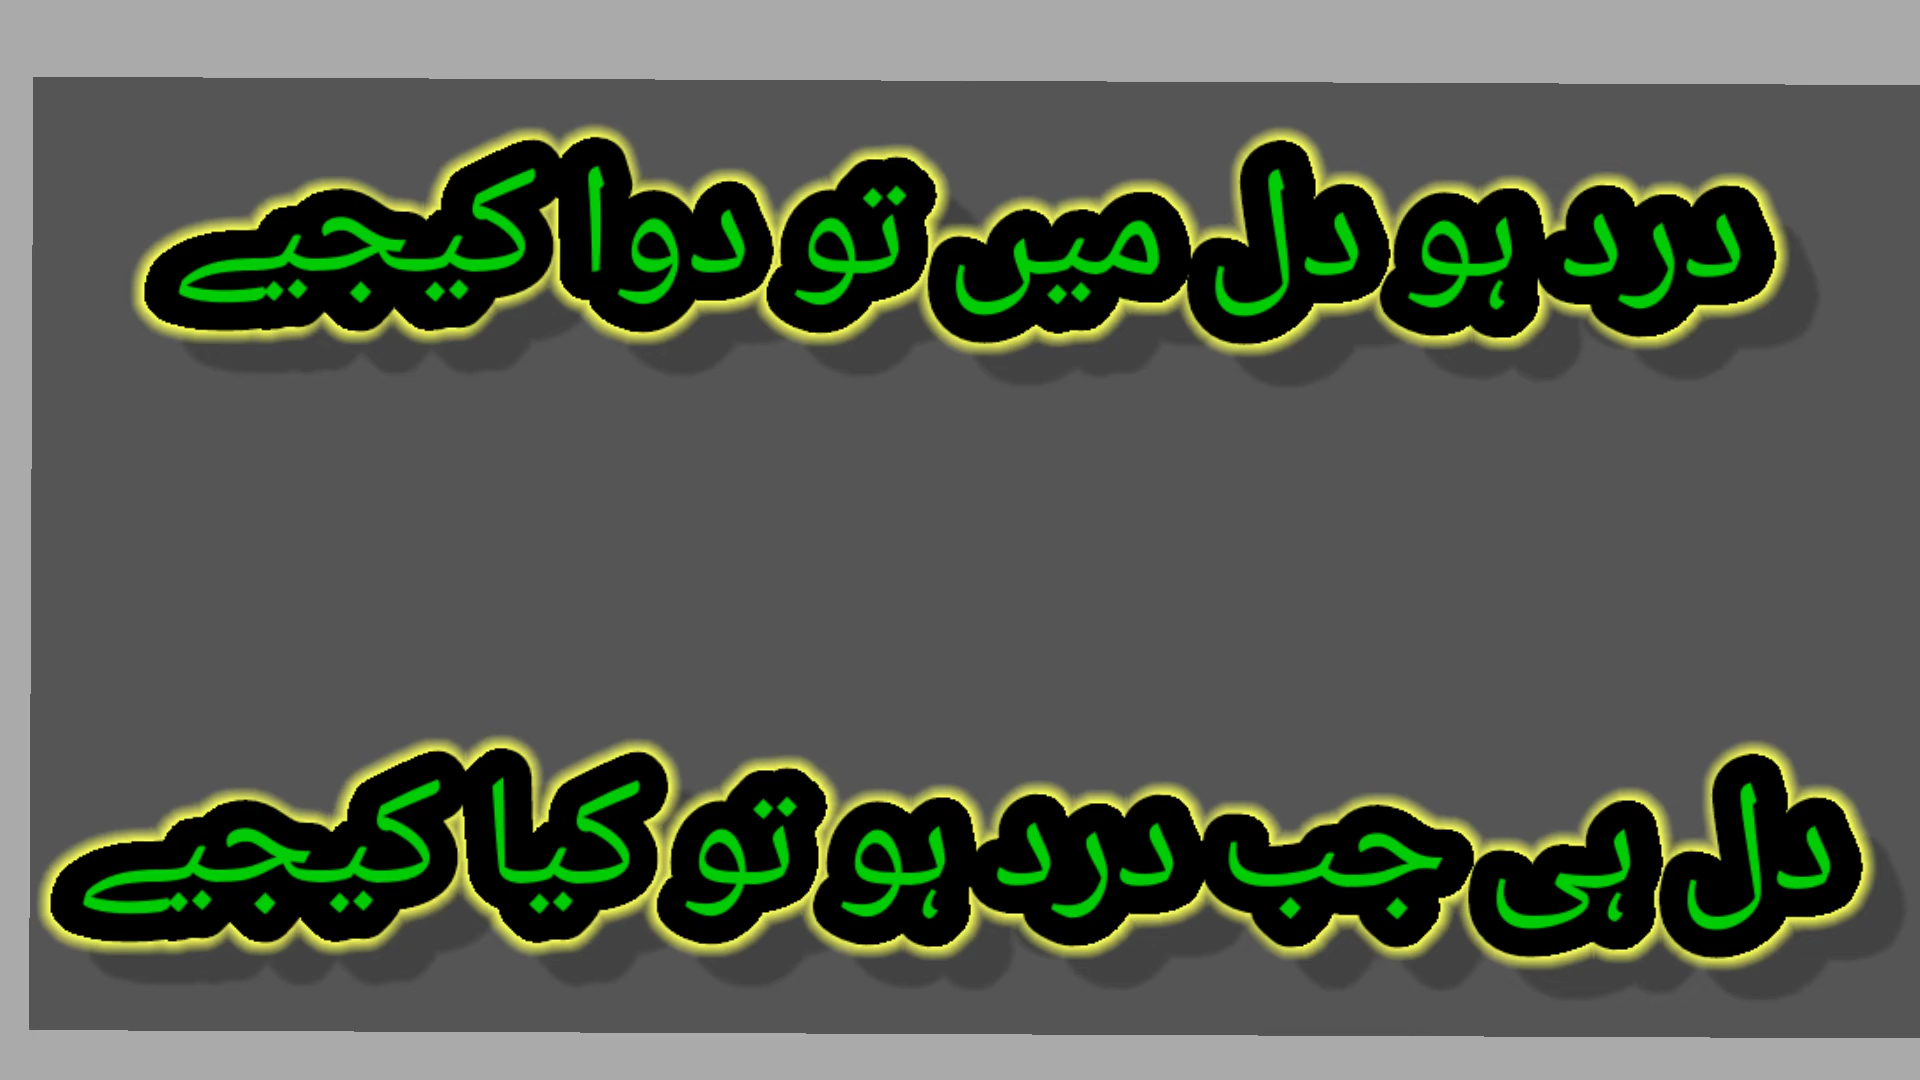 درد ہو دل میں تو دوا کیجیے
دل ہی جب درد ہو تو کیا کیجیے